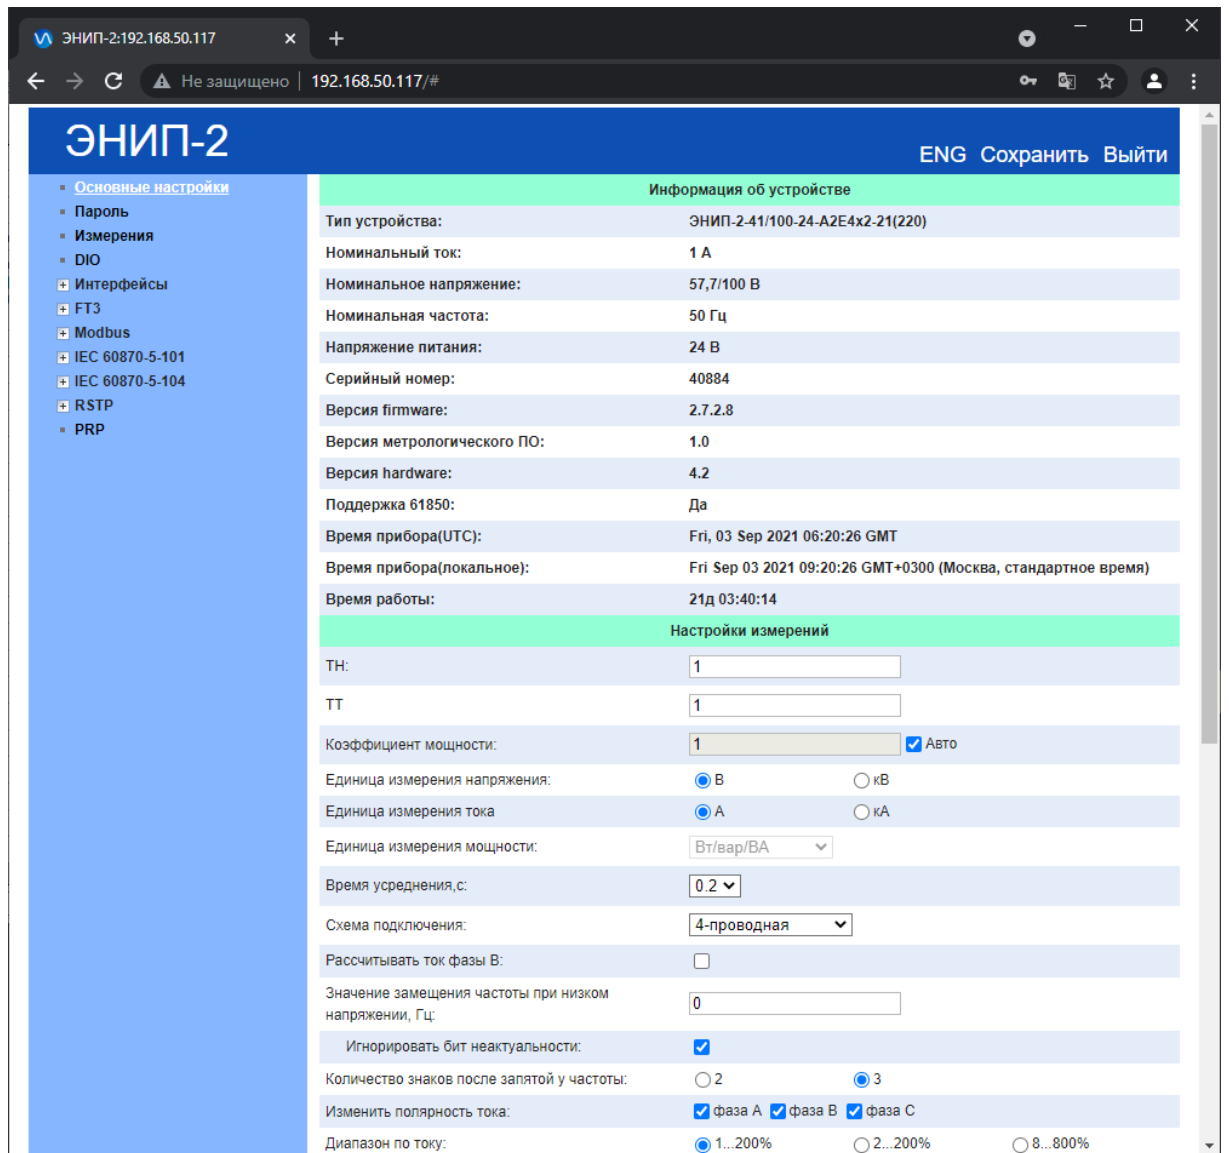 ЭНИП-2:192.168.50.117
Не защищено 192.168.50.117/#
ЭНИП-2
ENG Сохранить Выйти
Основные настройки
Пароль
Измерения
DIO
Интерфейсы
FT3
Modbus
IEC 60870-5-101
IEC 60870-5-104
RSTP
PRP
Информация об устройстве
Тип устройства: ЭНИП-2-41/100-24-A2E4x2-21(220)
Номинальный ток: 1 А
Номинальное напряжение: 57,7/100 В
Номинальная частота: 50 Гц
Напряжение питания: 24 В
Серийный номер: 40884
Версия firmware: 2.7.2.8
Версия метрологического ПО: 1.0
Версия hardware: 4.2
Поддержка 61850: Да
Время прибора(UTC): Fri, 03 Sep 2021 06:20:26 GMT
Время прибора(локальное): Fri Sep 03 2021 09:20:26 GMT+0300 (Москва, стандартное время)
Время работы: 21д 03:40:14
Настройки измерений
ТН: 1
ТТ 1
Коэффициент мощности: 1 Авто
Единица измерения напряжения: В кВ
Единица измерения тока А кА
Единица измерения мощности: Вт/вар/ВА
Время усреднения,с: 0.2
Схема подключения: 4-проводная
Рассчитывать ток фазы B:
Значение замещения частоты при низком
напряжении, Гц: 0
Игнорировать бит неактуальности:
Количество знаков после запятой у частоты: 2 3
Изменить полярность тока: фаза A фаза B фаза C
Диапазон по току: 1...200% 2...200% 8...800%